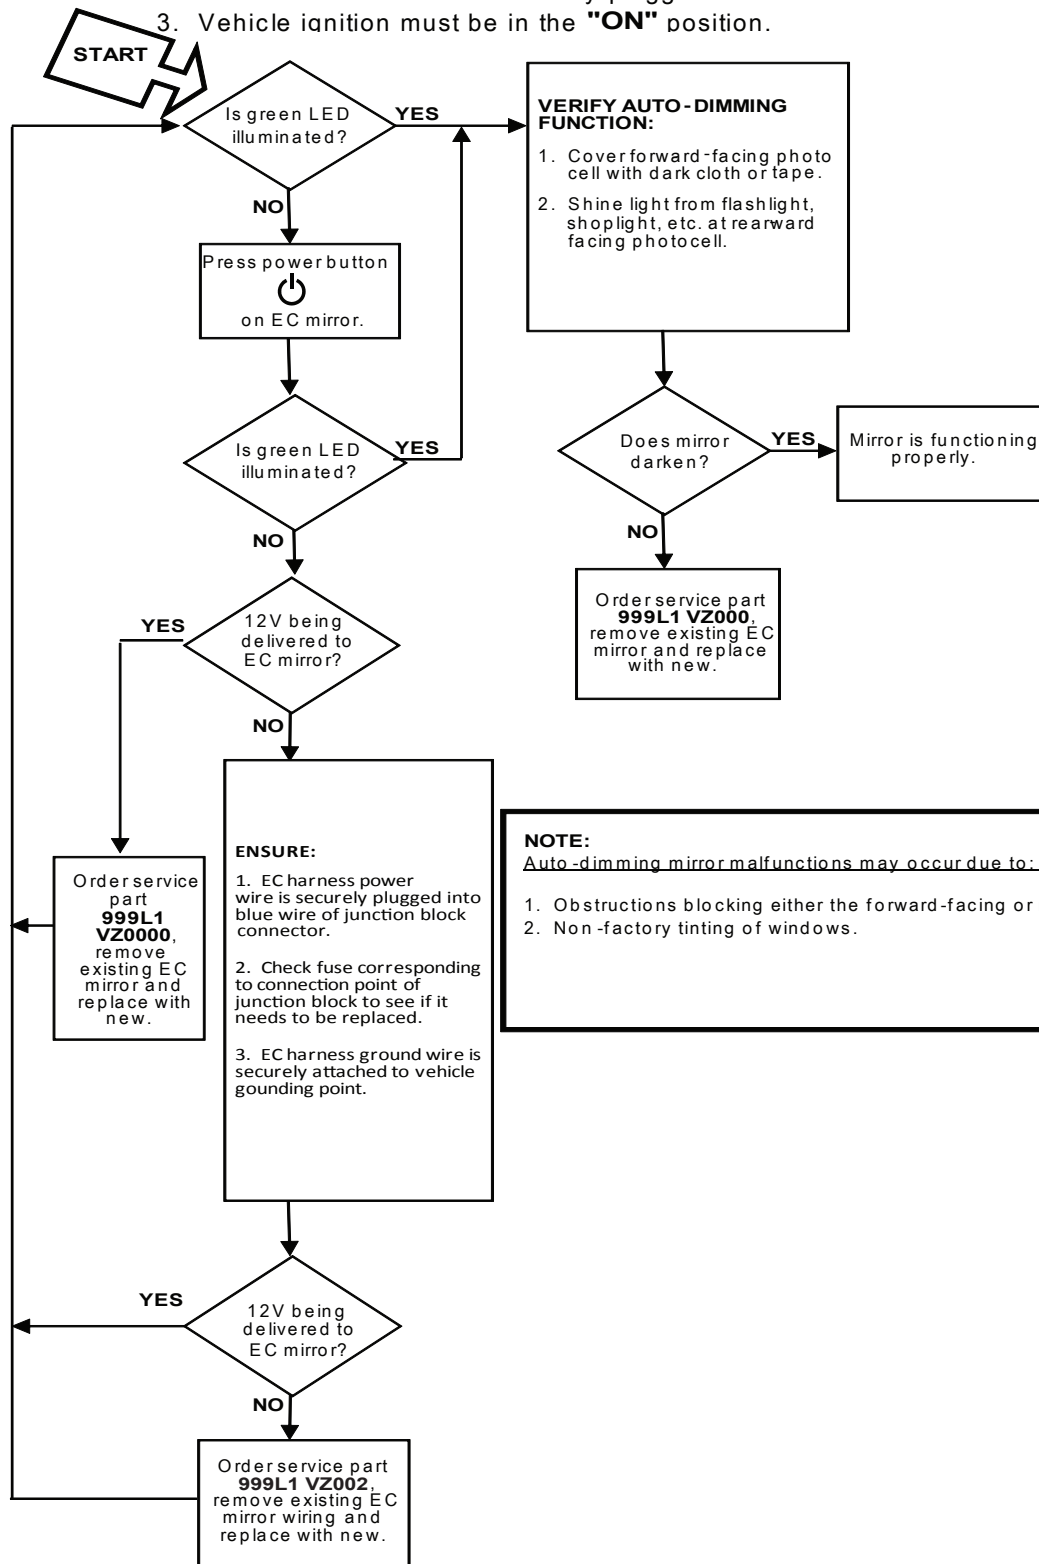 3. Vehicle ignition must be in the "ON" position.
START
Is green LED
illuminated?
YES
NO
Press power button
on EC mirror.
Is green LED
illuminated?
YES
NO
12V being
delivered to
EC mirror?
YES
NO
Order service
part
999L1
VZ0000,
remove
existing EC
mirror and
replace with
new.
ENSURE:
1. EC harness power
wire is securely plugged into
blue wire of junction block
connector.
2. Check fuse corresponding
to connection point of
junction block to see if it
needs to be replaced.
3. EC harness ground wire is
securely attached to vehicle
gounding point.
12V being
delivered to
EC mirror?
YES
NO
Order service part
999L1 VZ002,
remove existing EC
mirror wiring and
replace with new.
VERIFY AUTO-DIMMING
FUNCTION:
1. Cover forward-facing photo
cell with dark cloth or tape.
2. Shine light from flashlight,
shoplight, etc. at rearward
facing photocell.
Does mirror
darken?
YES
Mirror is functioning
properly.
NO
Order service part
999L1 VZ000,
remove existing EC
mirror and replace
with new.
NOTE:
Auto-dimming mirror malfunctions may occur due to:
1. Obstructions blocking either the forward-facing or
2. Non-factory tinting of windows.